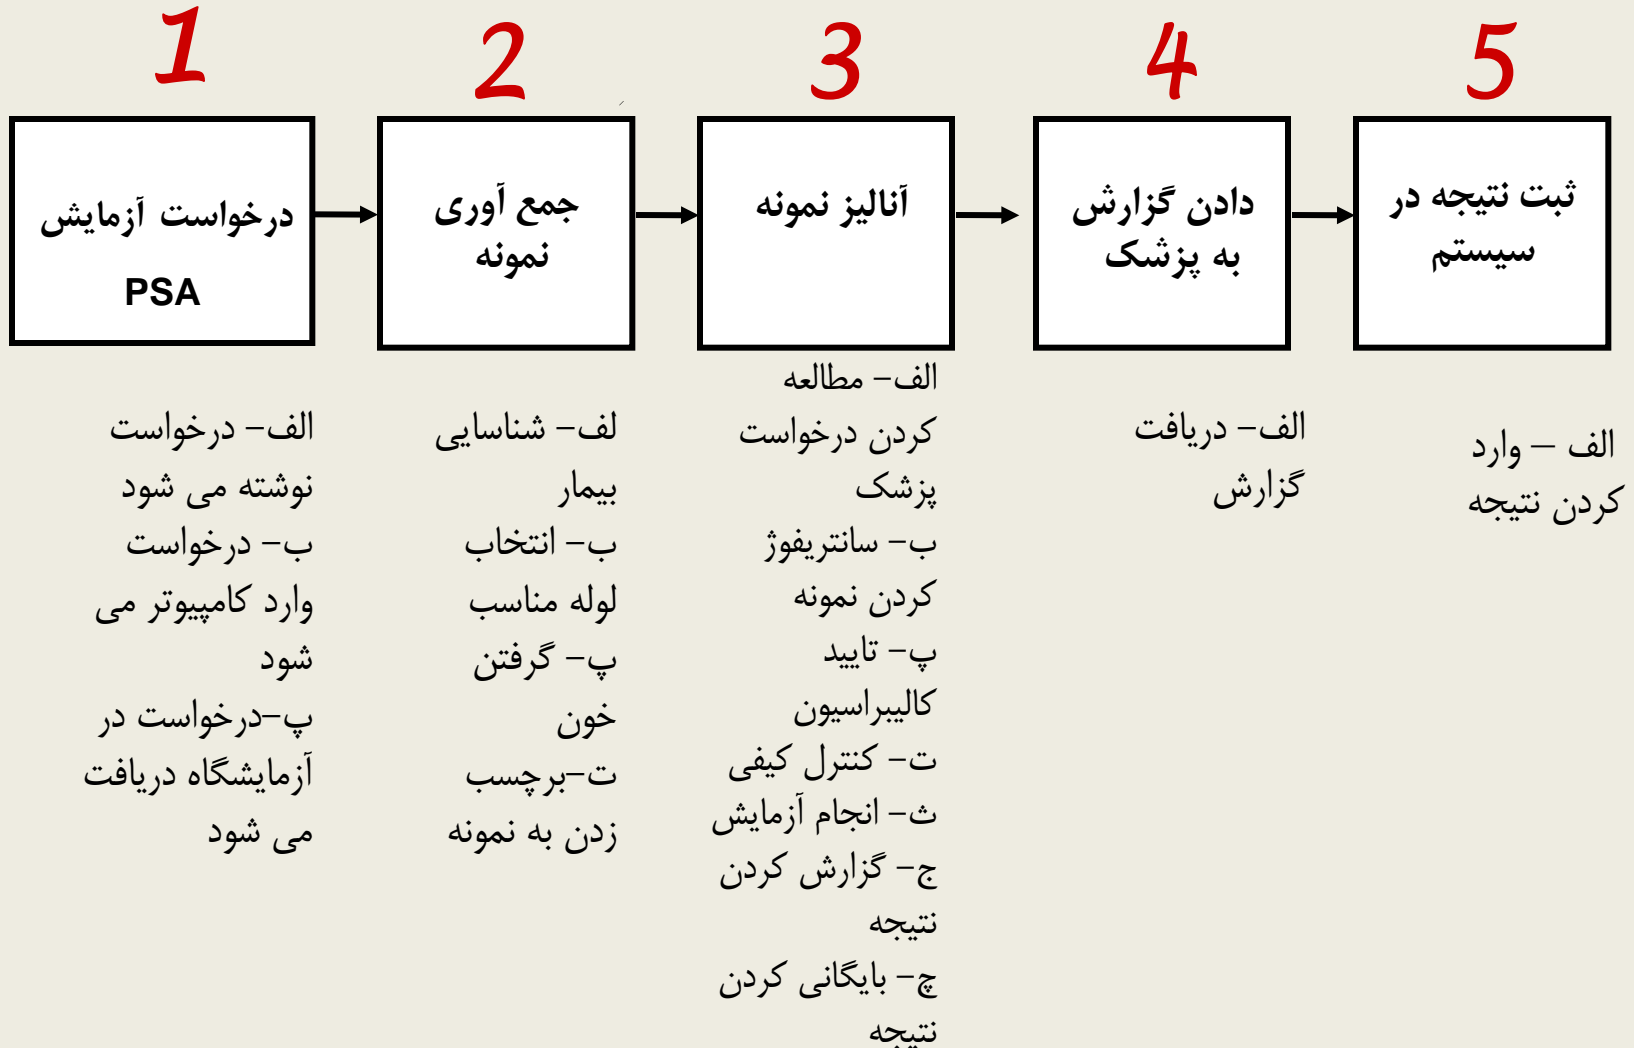 1
درخواست آزمایش
PSA
الف- درخواست
نوشته می شود
ب- درخواست
وارد کامپیوتر می
شود
پ-درخواست در
آزمایشگاه دریافت
می شود
2
جمع آوری
نمونه
لف- شناسایی
بیمار
ب- انتخاب
لوله مناسب
پ- گرفتن
خون
ت-برچسب
زدن به نمونه
3
آنالیز نمونه
الف- مطالعه
کردن درخواست
پزشک
ب- سانتریفوژ
کردن نمونه
پ- تایید
کالیبراسیون
ت- کنترل کیفی
ث- انجام آزمایش
ج- گزارش کردن
نتیجه
چ- بایگانی کردن
نتیجه
4
دادن گزارش
به پزشک
الف- دریافت
گزارش
5
ثبت نتیجه در
سیستم
الف – وارد
کردن نتیجه